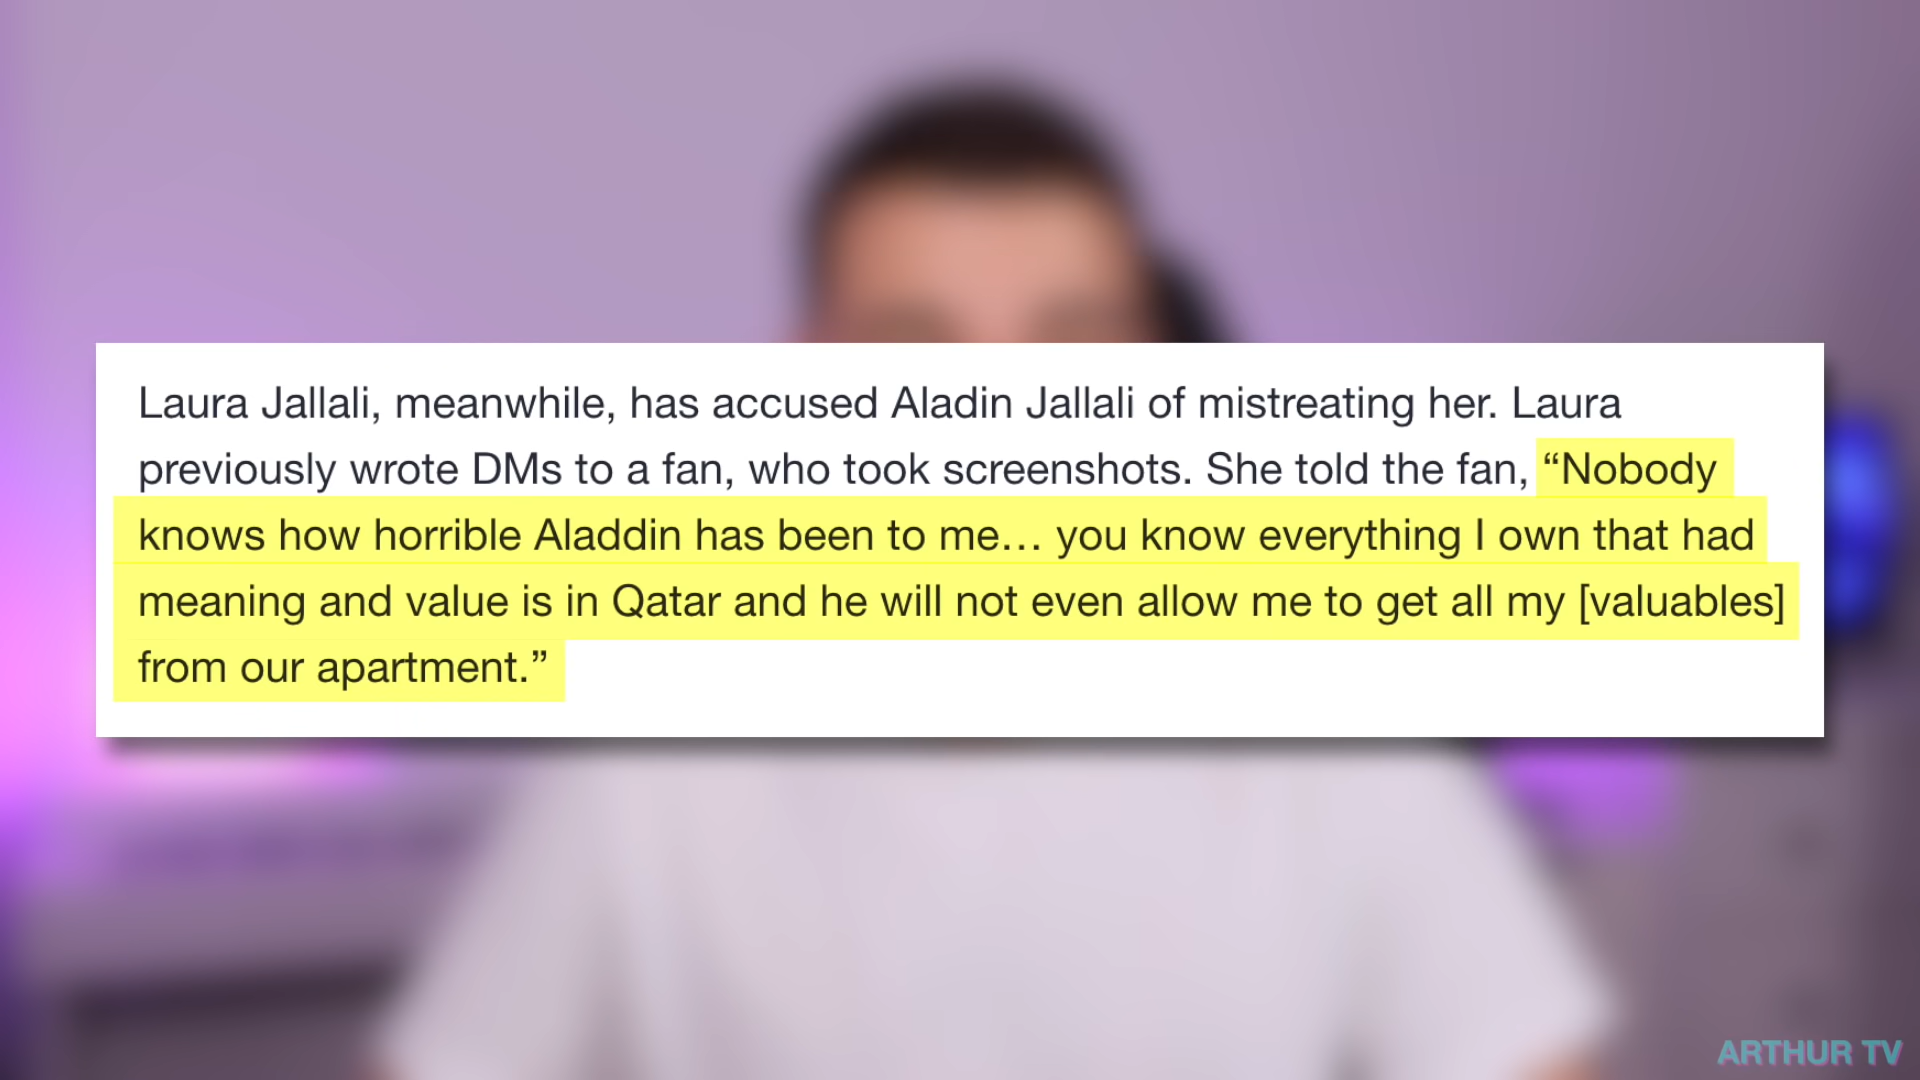 Laura Jallali, meanwhile, has accused Aladin Jallali of mistreating her. Laura
previously wrote DMs to a fan, who took screenshots. She told the fan, “Nobody
knows how horrible Aladdin has been to me… you know everything I own that had
meaning and value is in Qatar and he will not even allow me to get all my [valuables]
from our apartment.”
ARTHUR TV